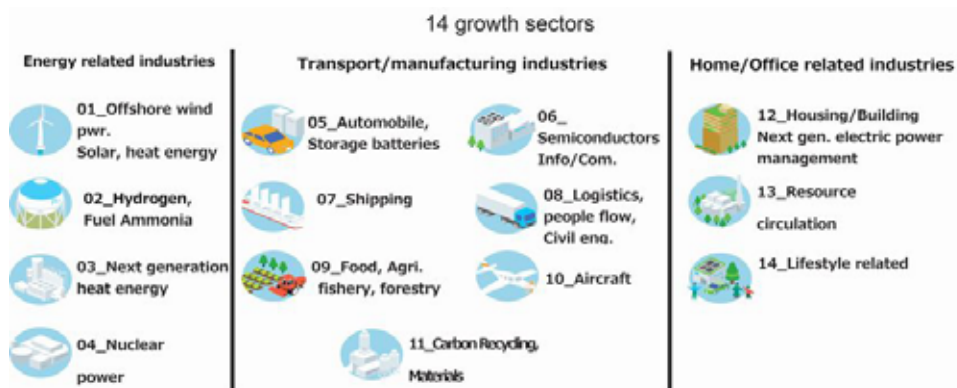 14 growth sectors
Energy related industries
01_Offshore wind
pwr.
Solar, heat energy
02_Hydrogen,
Fuel Ammonia
03_Next generation
heat energy
04_Nuclear
power
Transport/manufacturing industries
05_Automobile,
Storage batteries
06_
Semiconductors
Info/Com.
07_Shipping
08_Logistics,
people flow,
Civil eng.
09_Food, Agri.
fishery, forestry
10_Aircraft
11_Carbon Recycling,
Materials
Home/Office related industries
12_Housing/Building
Next gen. electric power
management
13_Resource
circulation
14_Lifestyle related